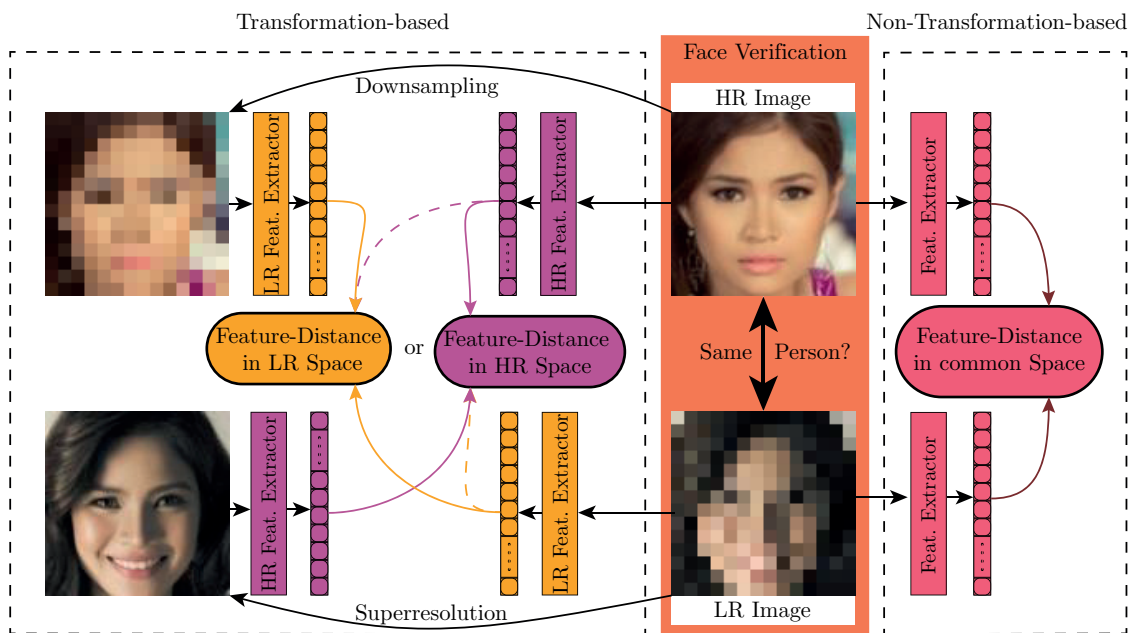 Transformation-based
Non-Transformation-based
Face Verification
Downsampling
HR Image
LR Feat. Extractor
HR Feat. Extractor
Feat. Extractor
Feature-Distance
in LR Space
or
Feature-Distance
in HR Space
Same
Person?
Feature-Distance
in common Space
HR Feat. Extractor
LR Feat. Extractor
Feat. Extractor
Superresolution
LR Image